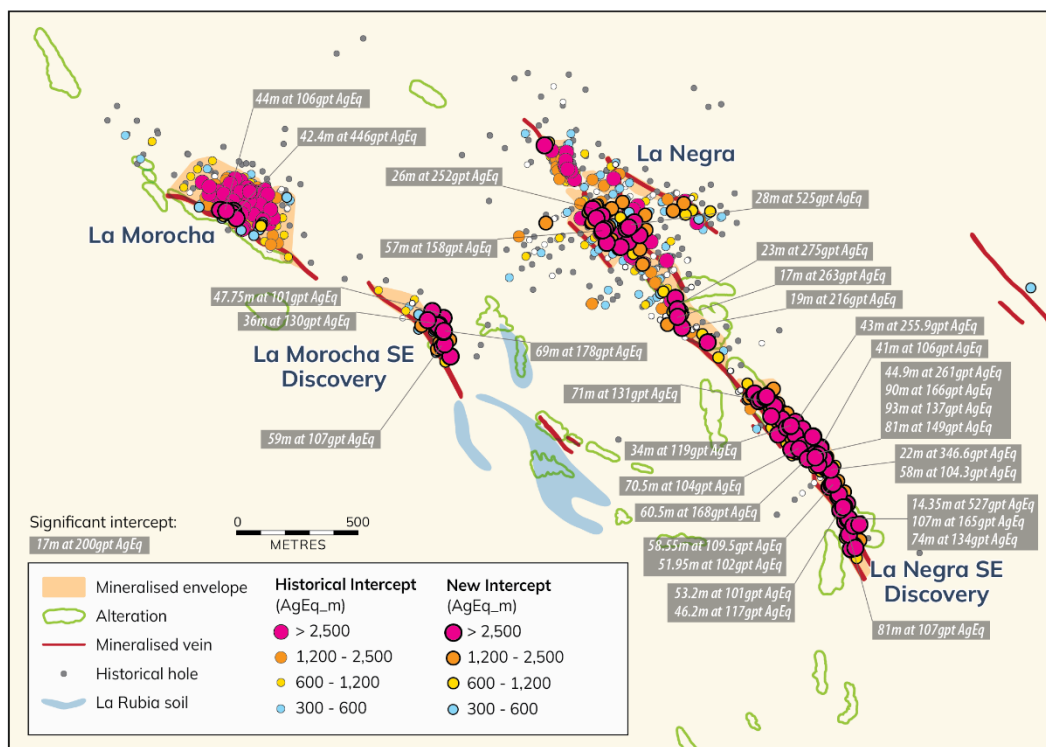 44m at 106gpt AgEq
42.4m at 446gpt AgEq
La Negra
26m at 252gpt AgEq
28m at 525gpt AgEq
La Morocha
57m at 158gpt AgEq
23m at 275gpt AgEq
17m at 263gpt AgEq
47.75m at 101gpt AgEq
19m at 216gpt AgEq
36m at 130gpt AgEq
43m at 255.9gpt AgEq
La Morocha SE
Discovery
69m at 178gpt AgEq
41m at 106gpt AgEq
44.9m at 261gpt AgEq
90m at 166gpt AgEq
93m at 137gpt AgEq
81m at 149gpt AgEq
71m at 131gpt AgEq
59m at 107gpt AgEq
34m at 119gpt AgEq
22m at 346.6gpt AgEq
58m at 104.3gpt AgEq
70.5m at 104gpt AgEq
60.5m at 168gpt AgEq
14.35m at 527gpt AgEq
107m at 165gpt AgEq
74m at 134gpt AgEq
58.55m at 109.5gpt AgEq
51.95m at 102gpt AgEq
La Negra SE
Discovery
53.2m at 101gpt AgEq
46.2m at 117gpt AgEq
81m at 107gpt AgEq
Significant intercept:
17m at 200gpt AgEq
0 500
METRES
Mineralised envelope
Alteration
Mineralised vein
Historical hole
La Rubia soil
Historical Intercept
(AgEq_m)
> 2,500
1,200 - 2,500
600 - 1,200
300 - 600
New Intercept
(AgEq_m)
> 2,500
1,200 - 2,500
600 - 1,200
300 - 600